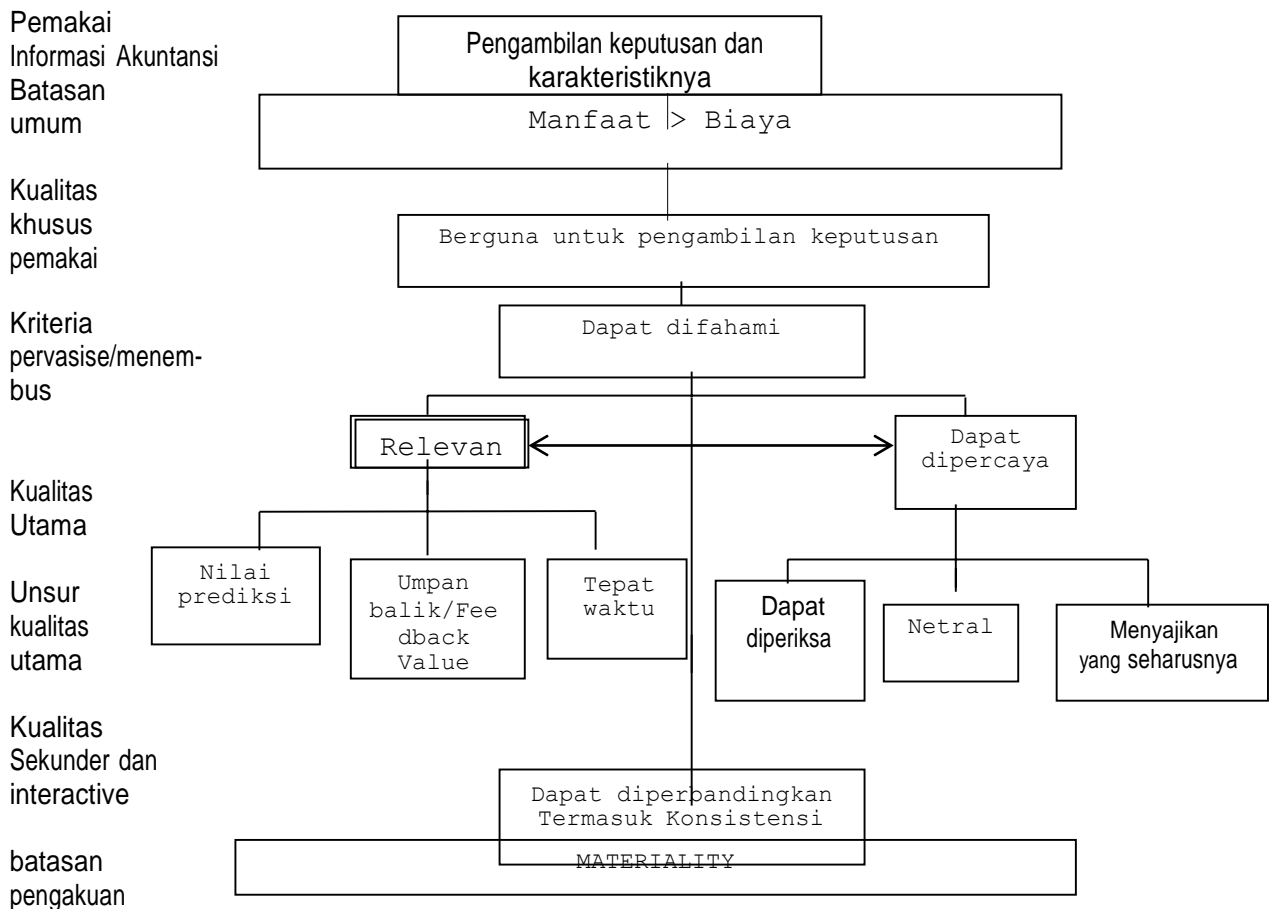 Pemakai
Informasi Akuntansi
Pengambilan keputusan dan
karakteristiknya
Batasan
umum
Manfaat > Biaya
Kualitas
khusus
pemakai
Berguna untuk pengambilan keputusan
Kriteria
pervasise/menem-
bus
Dapat difahami
Relevan
Dapat
dipercaya
Kualitas
Utama
Nilai
prediksi
Umpan
balik/Fee
dback
Value
Tepat
waktu
Dapat
diperiksa
Netral
Menyajikan
yang seharusnya
Unsur
kualitas
utama
Kualitas
Sekunder dan
interactive
Dapat diperbandingkan
Termasuk Konsistensi
batasan
pengakuan
MATERIALITY